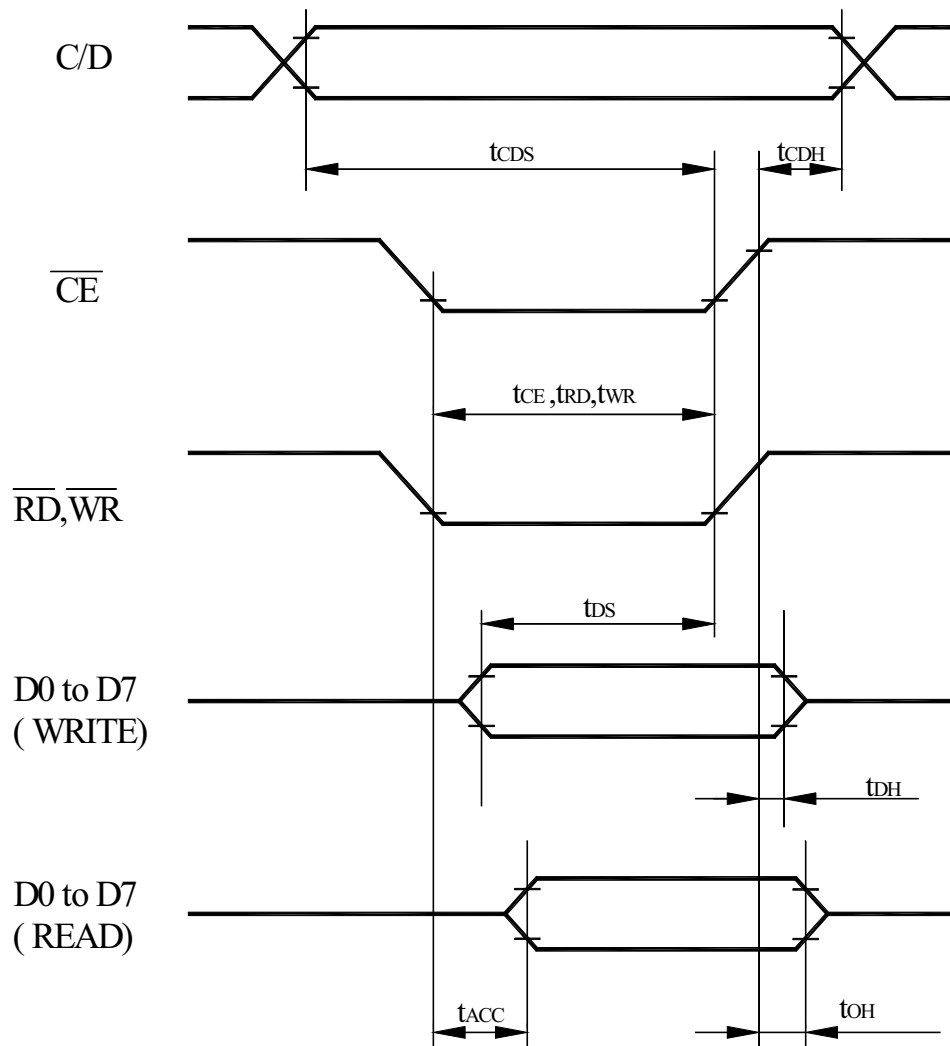 C/D
tCDS
tCDH
CE
tCE ,tRD,tWR
RD,WR
tDS
D0 to D7
( WRITE)
tDH
D0 to D7
( READ)
tACC
tOH